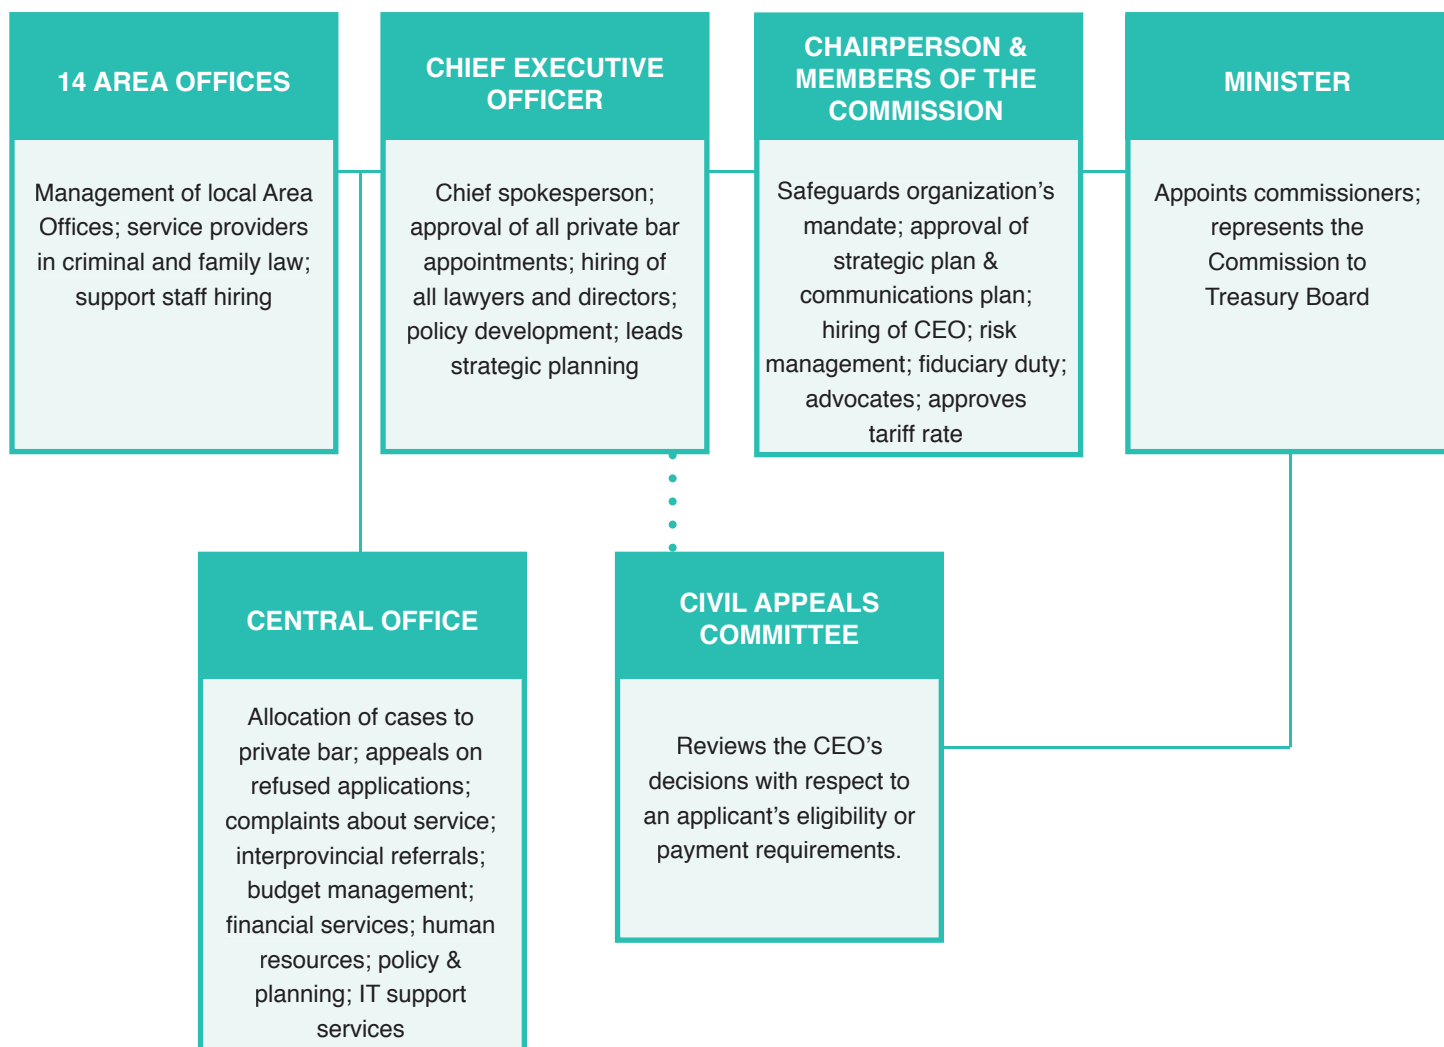 14 AREA OFFICES
Management of local Area
Offices; service providers
in criminal and family law;
support staff hiring
CHIEF EXECUTIVE
OFFICER
Chief spokesperson;
approval of all private bar
appointments; hiring of
all lawyers and directors;
policy development; leads
strategic planning
CHAIRPERSON &
MEMBERS OF THE
COMMISSION
Safeguards organization’s
mandate; approval of
strategic plan &
communications plan;
hiring of CEO; risk
management; fiduciary duty;
advocates; approves
tariff rate
MINISTER
Appoints commissioners;
represents the
Commission to
Treasury Board
CENTRAL OFFICE
Allocation of cases to
private bar; appeals on
refused applications;
complaints about service;
interprovincial referrals;
budget management;
financial services; human
resources; policy &
planning; IT support
services
CIVIL APPEALS
COMMITTEE
Reviews the CEO’s
decisions with respect to
an applicant’s eligibility or
payment requirements.